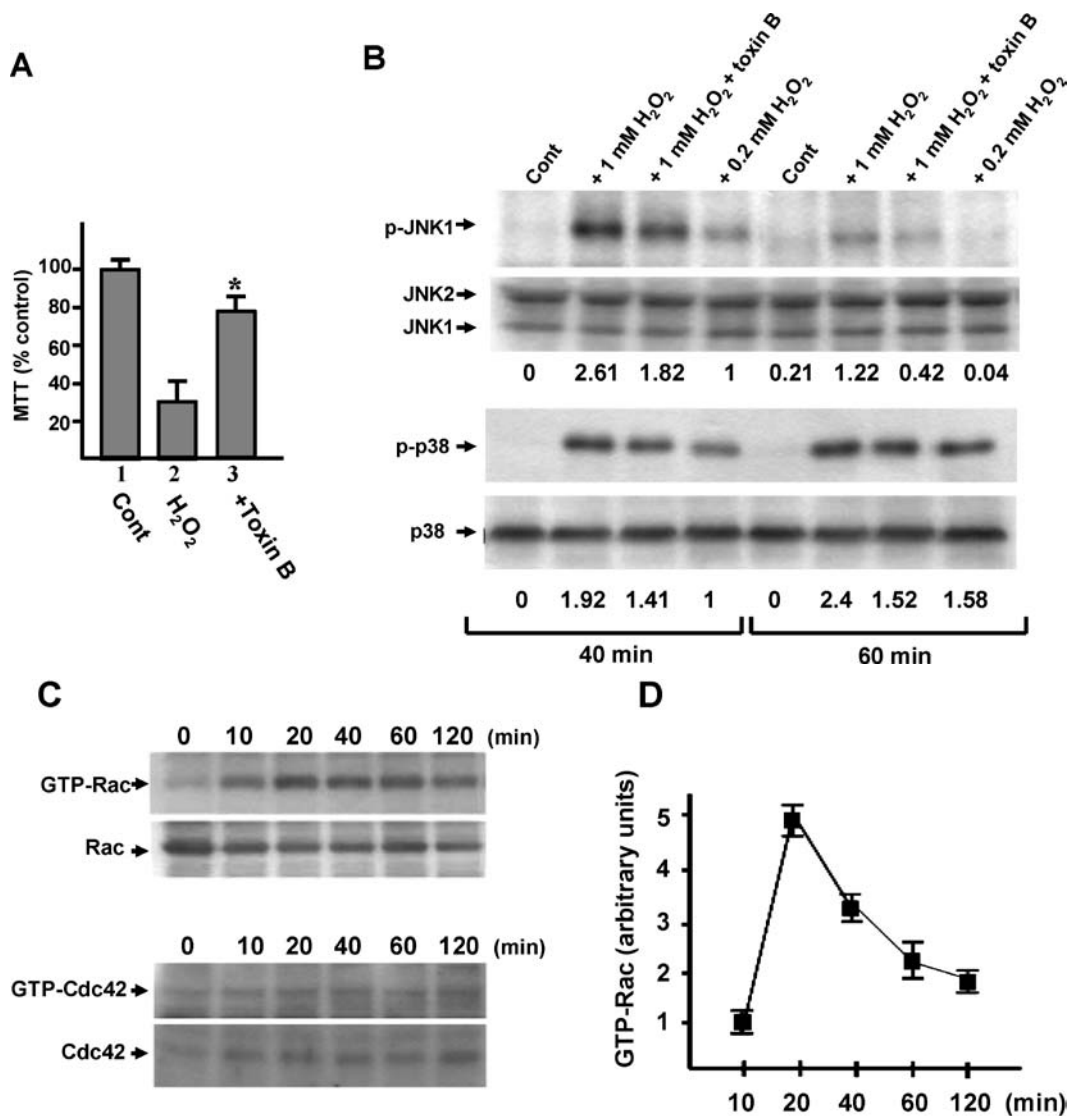 A
MTT (% control)
100
80
60
40
20
1 2 3
Cont
H₂O₂
*
+Toxin B
B
Cont
+ 1 mM H₂O₂
+ 1 mM H₂O₂ + toxin B
+ 0.2 mM H₂O₂
Cont
+ 1 mM H₂O₂
+ 1 mM H₂O₂ + toxin B
+ 0.2 mM H₂O₂
p-JNK1
JNK2
JNK1
0 2.61 1.82 1 0.21 1.22 0.42 0.04
p-p38
p38
0 1.92 1.41 1 0 2.4 1.52 1.58
40 min 60 min
C
0 10 20 40 60 120 (min)
GTP-Rac
Rac
0 10 20 40 60 120 (min)
GTP-Cdc42
Cdc42
D
GTP-Rac (arbitrary units)
5
4
3
2
1
10 20 40 60 120 (min)